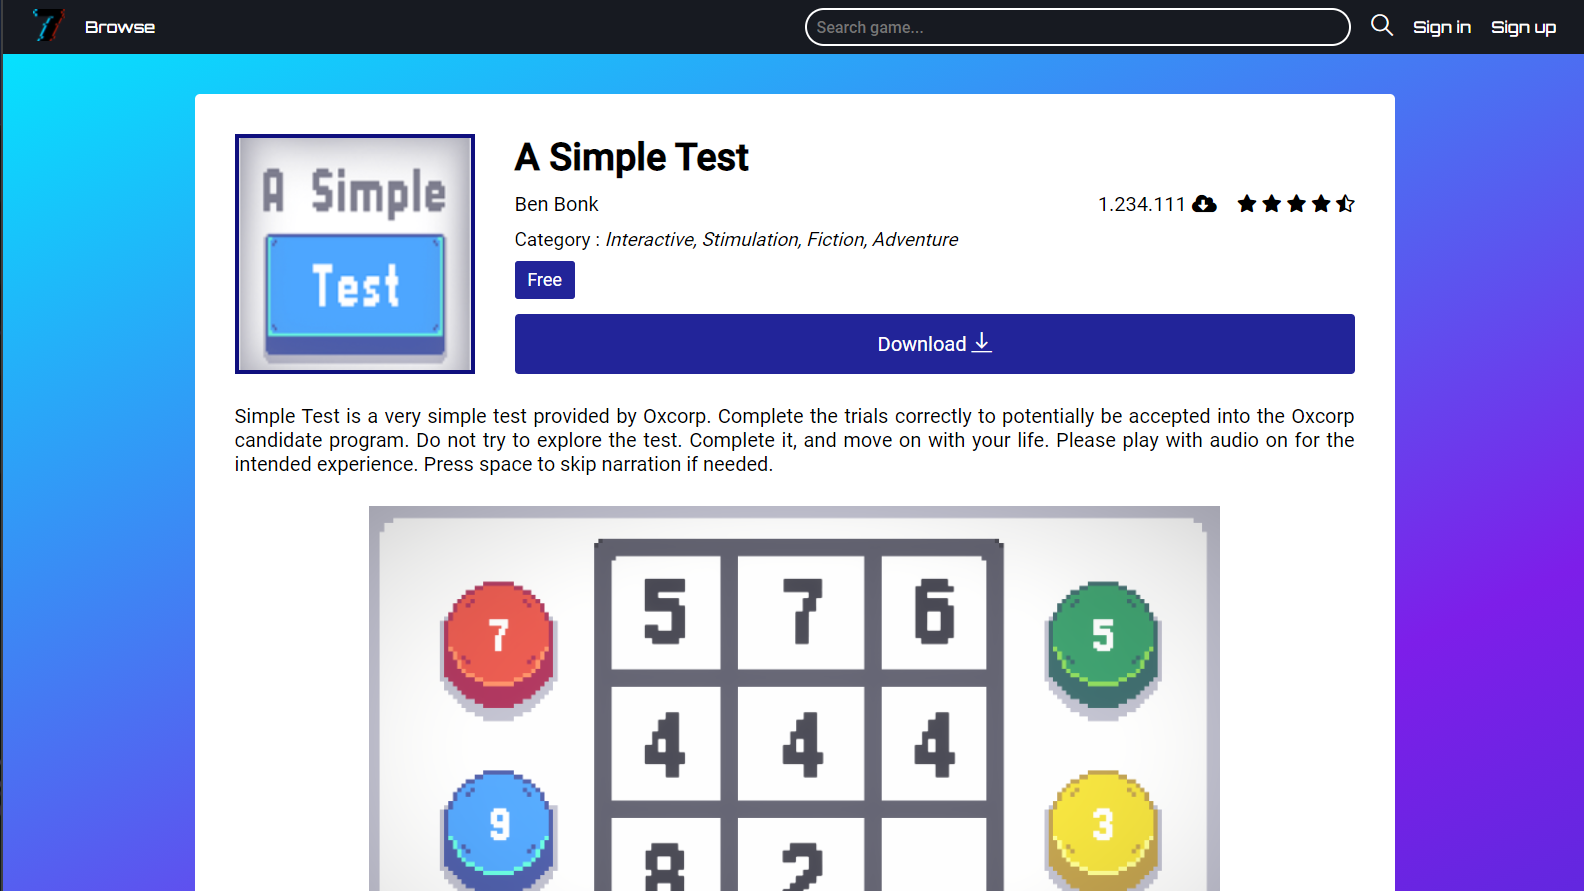 7 Browse Search game... Sign in Sign up
A Simple
Test
A Simple Test
Ben Bonk 1.234.111
Category : Interactive, Stimulation, Fiction, Adventure
Free
Download
Simple Test is a very simple test provided by Oxcorp. Complete the trials correctly to potentially be accepted into the Oxcorp
candidate program. Do not try to explore the test. Complete it, and move on with your life. Please play with audio on for the
intended experience. Press space to skip narration if needed.
7 5 7 6 5
4 4 4
9 8 2 3